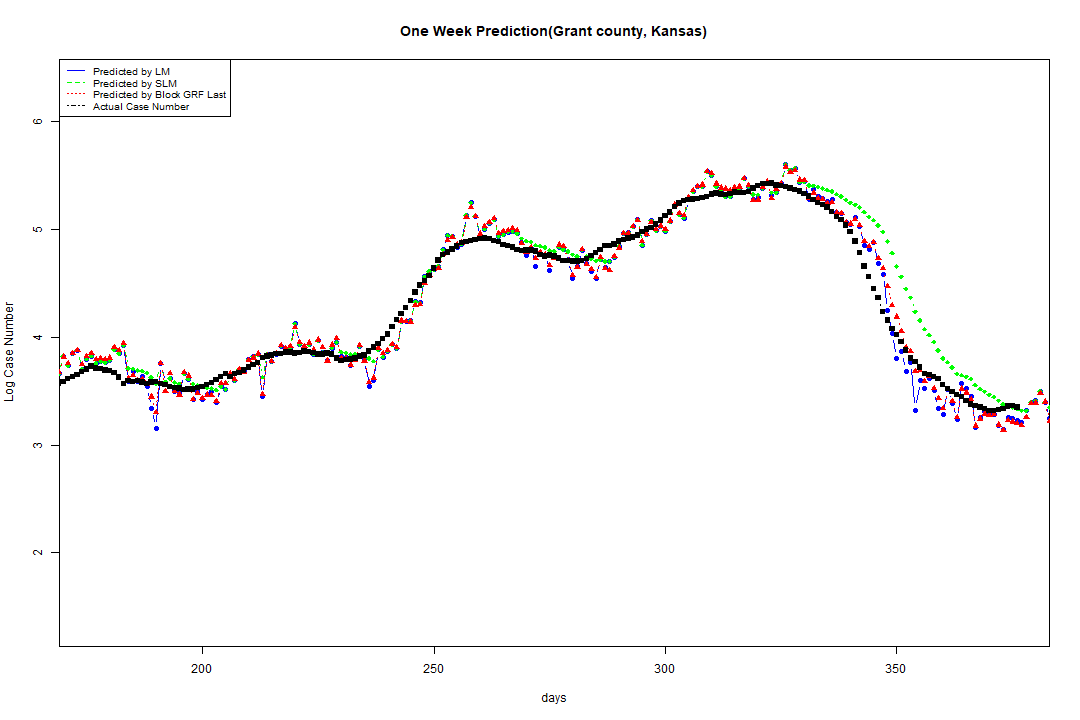 One Week Prediction(Grant county, Kansas)
Predicted by LM
Predicted by SLM
Predicted by Block GRF Last
Actual Case Number
6
5
4
3
2
Log Case Number
200 250 300 350
days